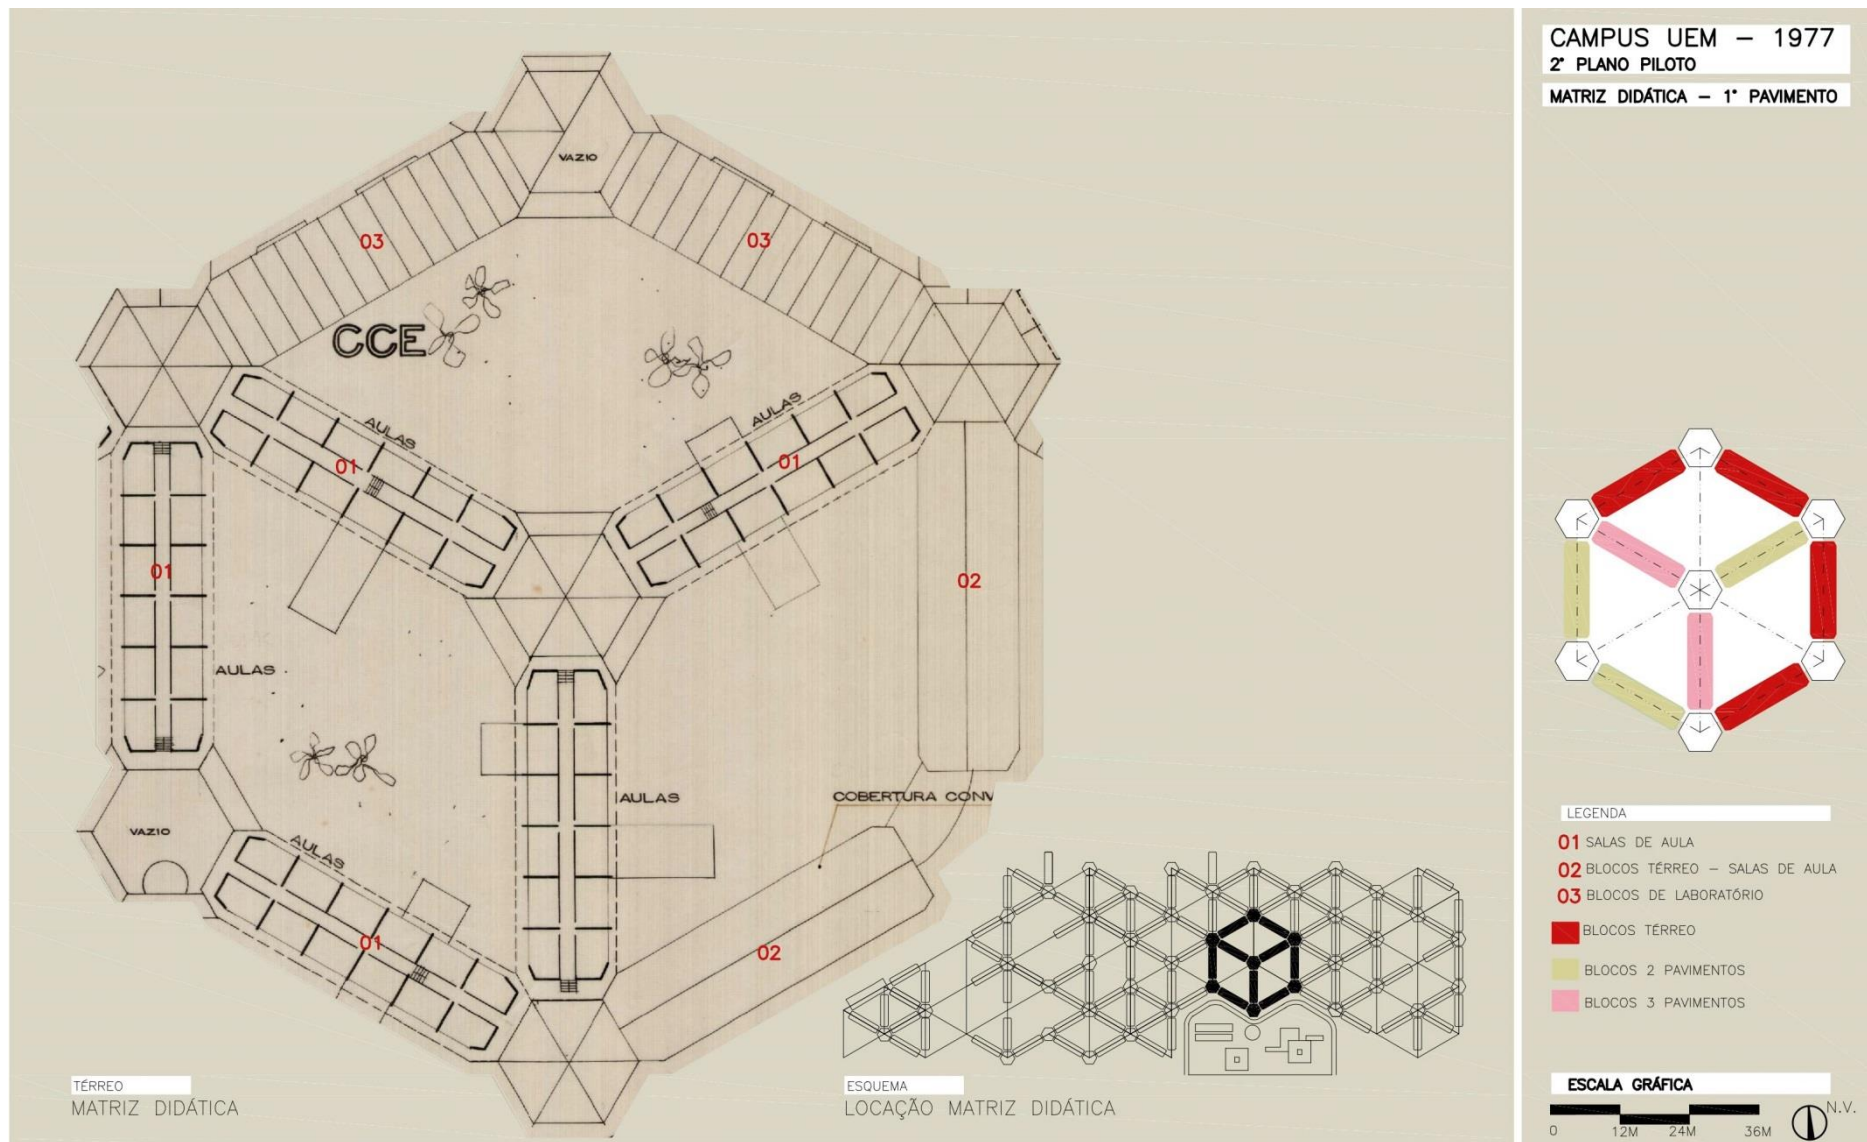 CAMPUS UEM – 1977
2° PLANO PILOTO
MATRIZ DIDÁTICA – 1° PAVIMENTO
VAZIO
03
03
CCE
AULAS
AULAS
01
01
01
02
AULAS
AULAS
COBERTURA CONV
VAZIO
AULAS
01
02
TÉRREO
MATRIZ DIDÁTICA
ESQUEMA
LOCAÇÃO MATRIZ DIDÁTICA
LEGENDA
01 SALAS DE AULA
02 BLOCOS TÉRREO – SALAS DE AULA
03 BLOCOS DE LABORATÓRIO
BLOCOS TÉRREO
BLOCOS 2 PAVIMENTOS
BLOCOS 3 PAVIMENTOS
ESCALA GRÁFICA
0 12M 24M 36M
N.V.